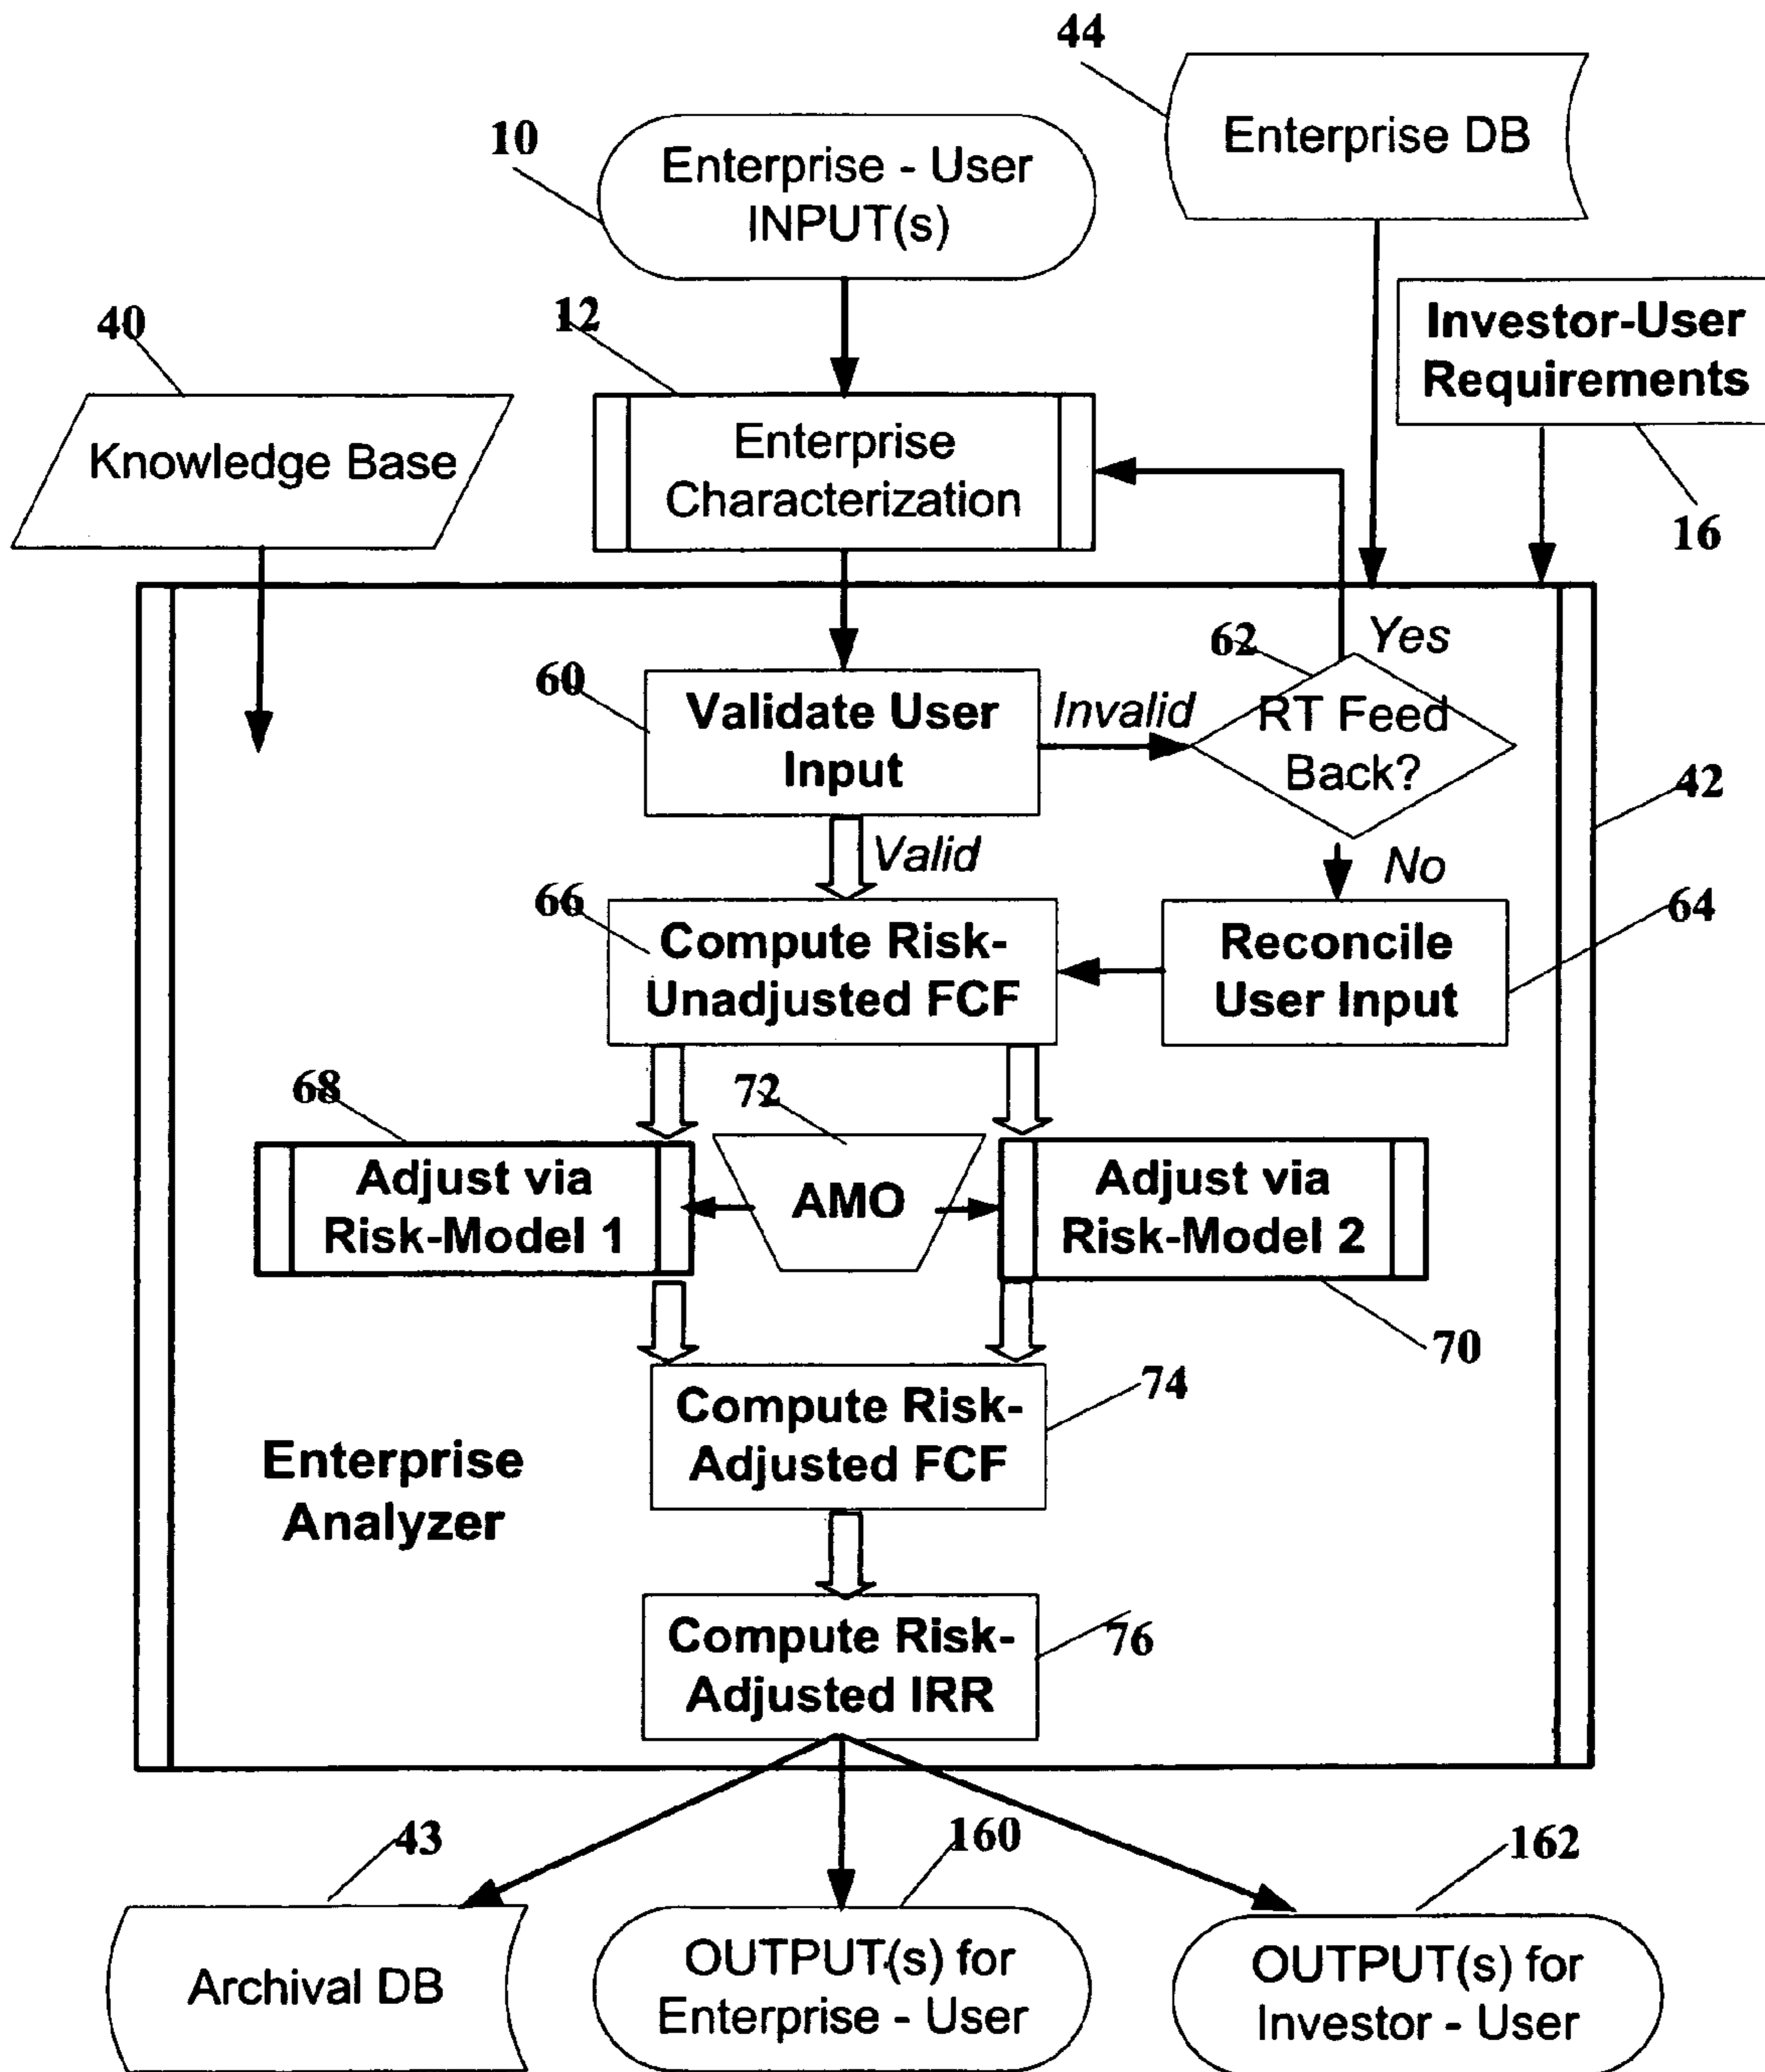 44
Enterprise DB
10
Enterprise - User
INPUT(s)
Investor-User
Requirements
16
40
Knowledge Base
12
Enterprise
Characterization
62
Yes
60
Validate User
Input
Invalid
RT Feed
Back?
42
Valid
No
66
Compute Risk-
Unadjusted FCF
64
Reconcile
User Input
68
72
Adjust via
Risk-Model 1
AMO
Adjust via
Risk-Model 2
70
74
Compute Risk-
Adjusted FCF
Enterprise
Analyzer
76
Compute Risk-
Adjusted IRR
43
160
162
Archival DB
OUTPUT(s) for
Enterprise - User
OUTPUT(s) for
Investor - User